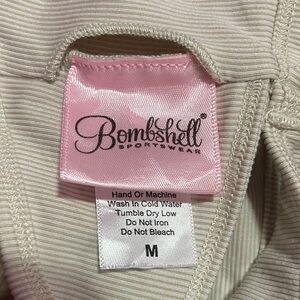 Bombshell®
SPORTSWEAR
Hand Or Machine
Wash In Cold Water
Tumble Dry Low
Do Not Iron
Do Not Bleach
M